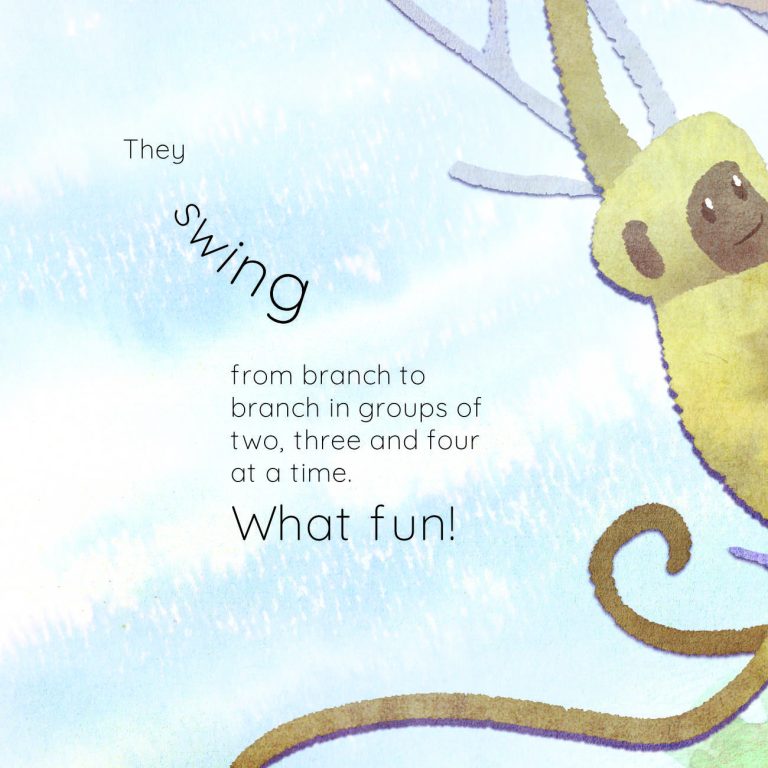 They
swing
from branch to
branch in groups of
two, three and four
at a time.
What fun!